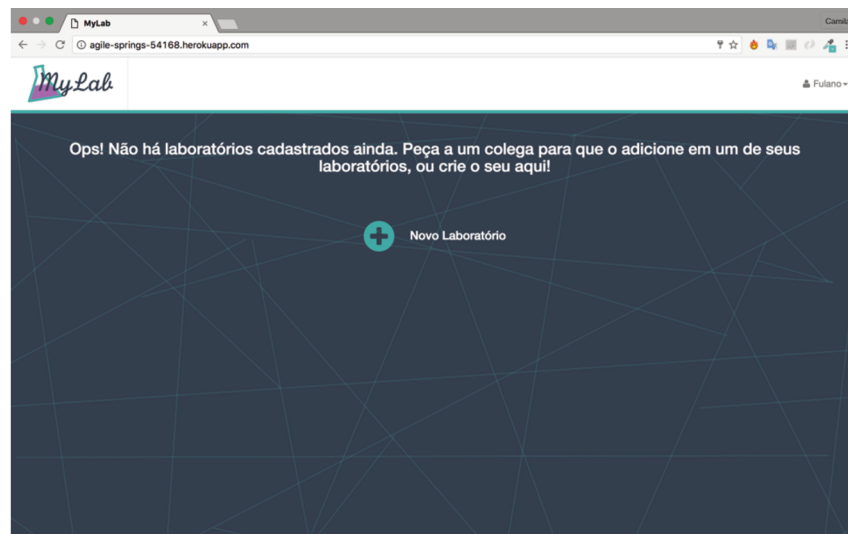 MyLab
Camila
agile-springs-54168.herokuapp.com
MyLab
Fulano
Ops! Não há laboratórios cadastrados ainda. Peça a um colega para que o adicione em um de seus
laboratórios, ou crie o seu aqui!
Novo Laboratório